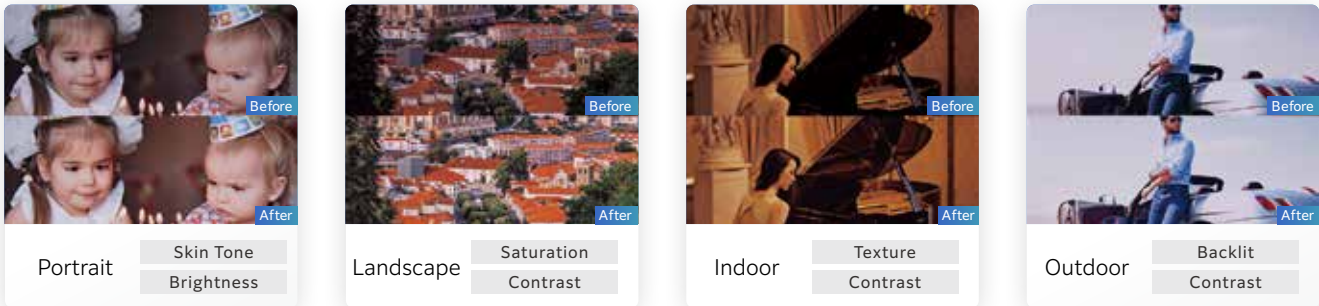 Before
After
Portrait
Skin Tone
Brightness
Before
After
Landscape
Saturation
Contrast
Before
After
Indoor
Texture
Contrast
Before
After
Outdoor
Backlit
Contrast